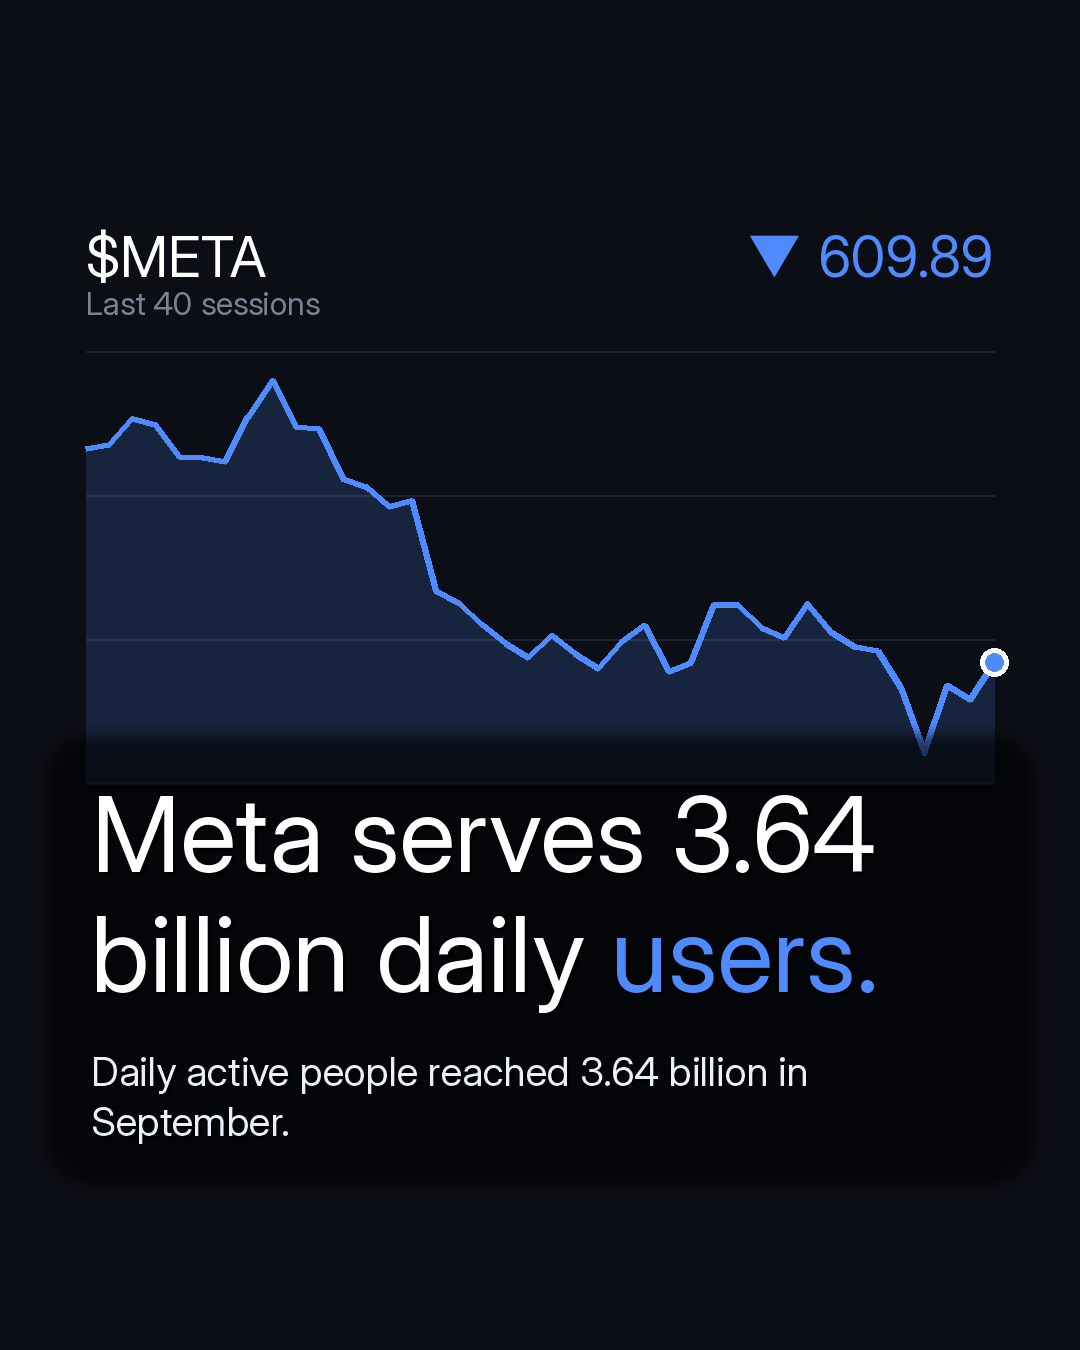 $META
▼ 609.89
Last 40 sessions
Meta serves 3.64
billion daily users.
Daily active people reached 3.64 billion in
September.